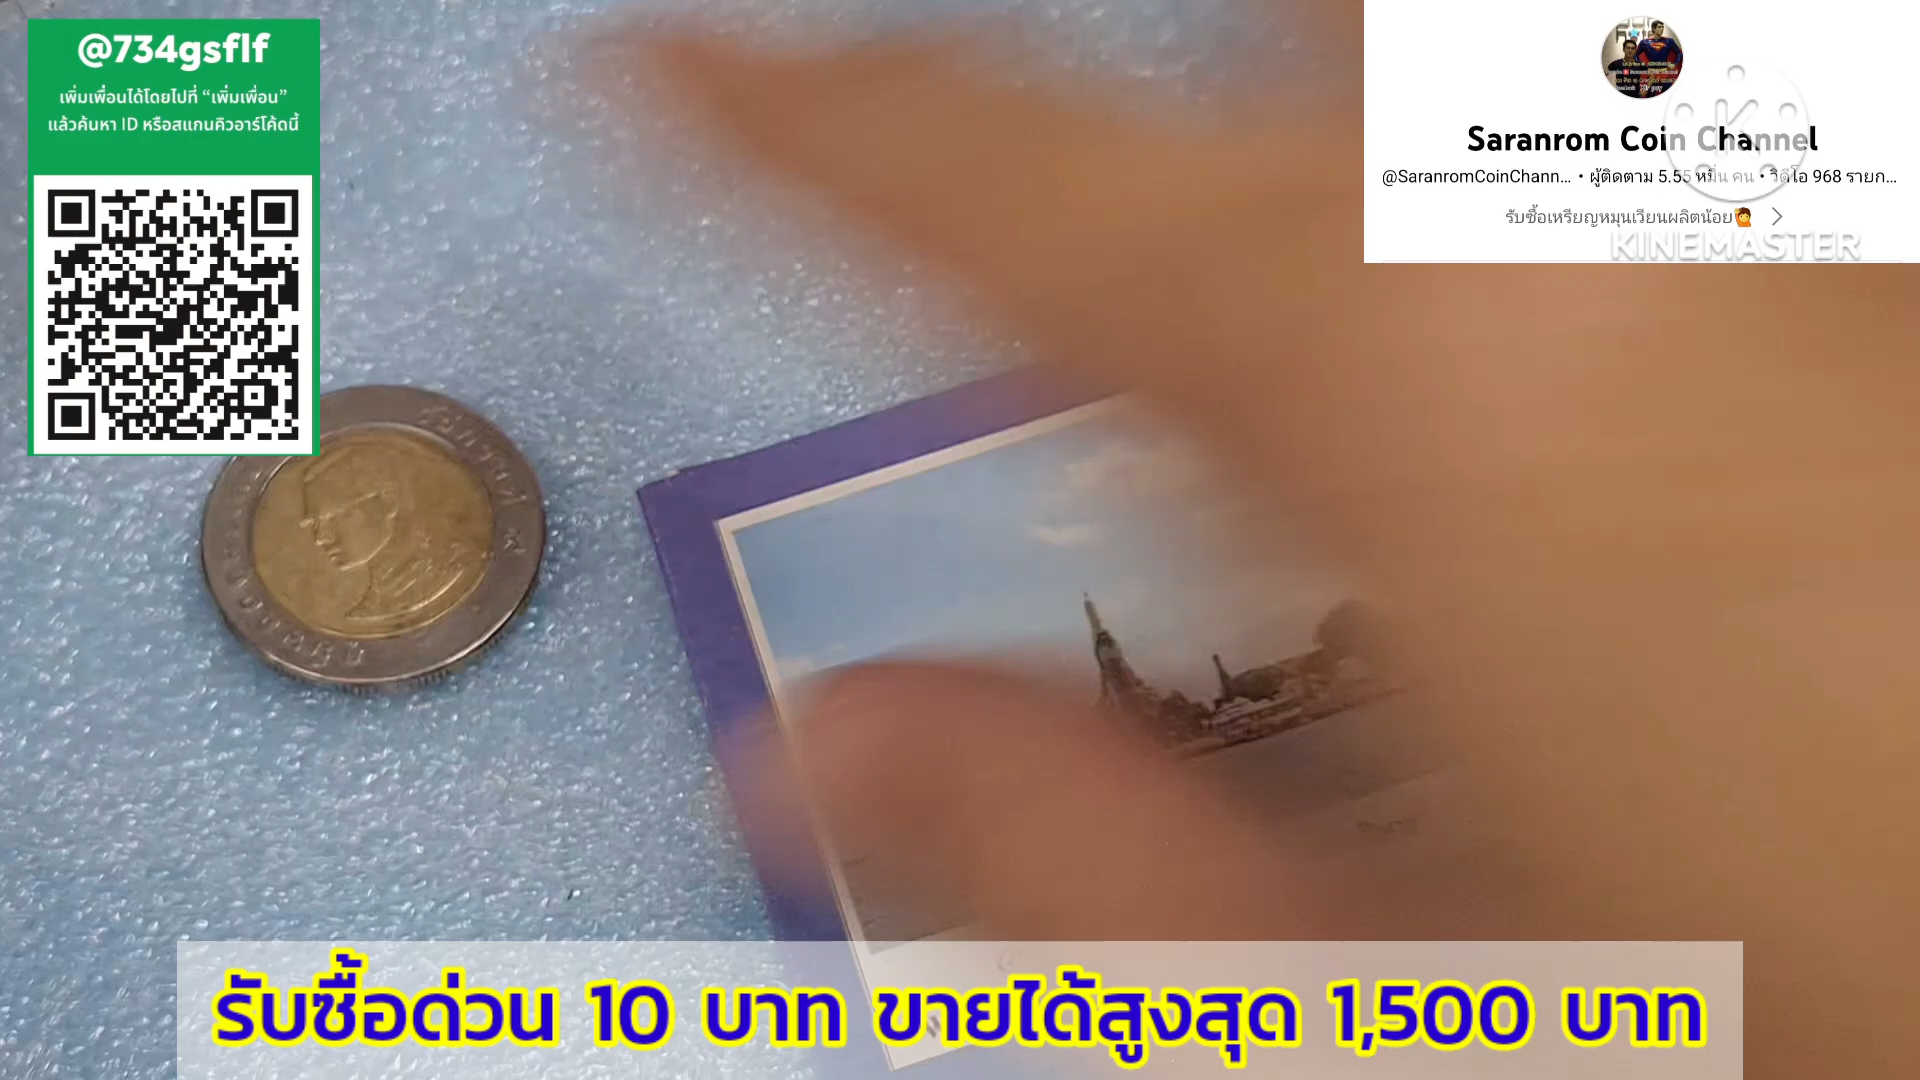 @734gsflf
เพิ่มเพื่อนได้โดยไปที่ “เพิ่มเพื่อน”
แล้วค้นหา ID หรือสแกนคิวอาร์โค้ดนี้
Saranrom Coin Channel
@SaranromCoinChann... • ผู้ติดตาม 5.55 หมื่น คน • วิดีโอ 968 รายก...
รับซื้อเหรียญหมุนเวียนผลิตน้อย
KINEMASTER
รับซื้อด่วน 10 บาท ขายได้สูงสุด 1,500 บาท